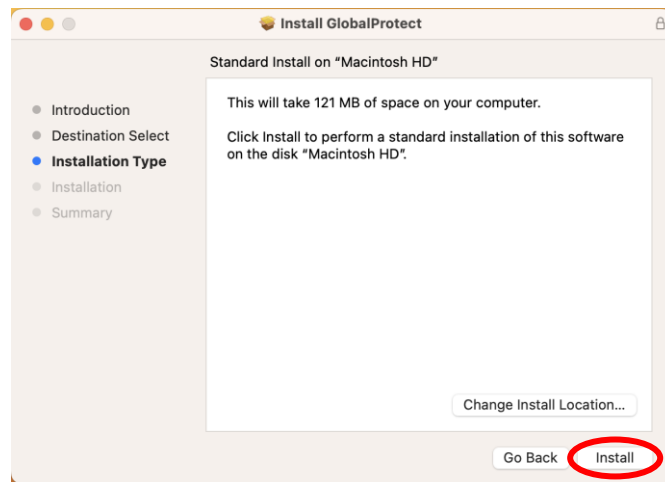 Install GlobalProtect
Standard Install on “Macintosh HD”
Introduction
Destination Select
Installation Type
Installation
Summary
This will take 121 MB of space on your computer.
Click Install to perform a standard installation of this software
on the disk “Macintosh HD”.
Change Install Location...
Go Back
Install